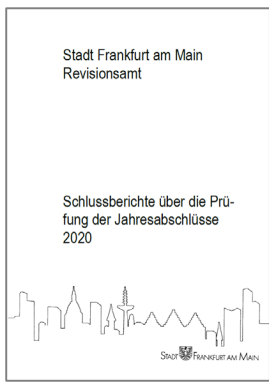 Stadt Frankfurt am Main
Revisionsamt
Schlussberichte über die Prü-
fung der Jahresabschlüsse
2020
STADT FRANKFURT AM MAIN